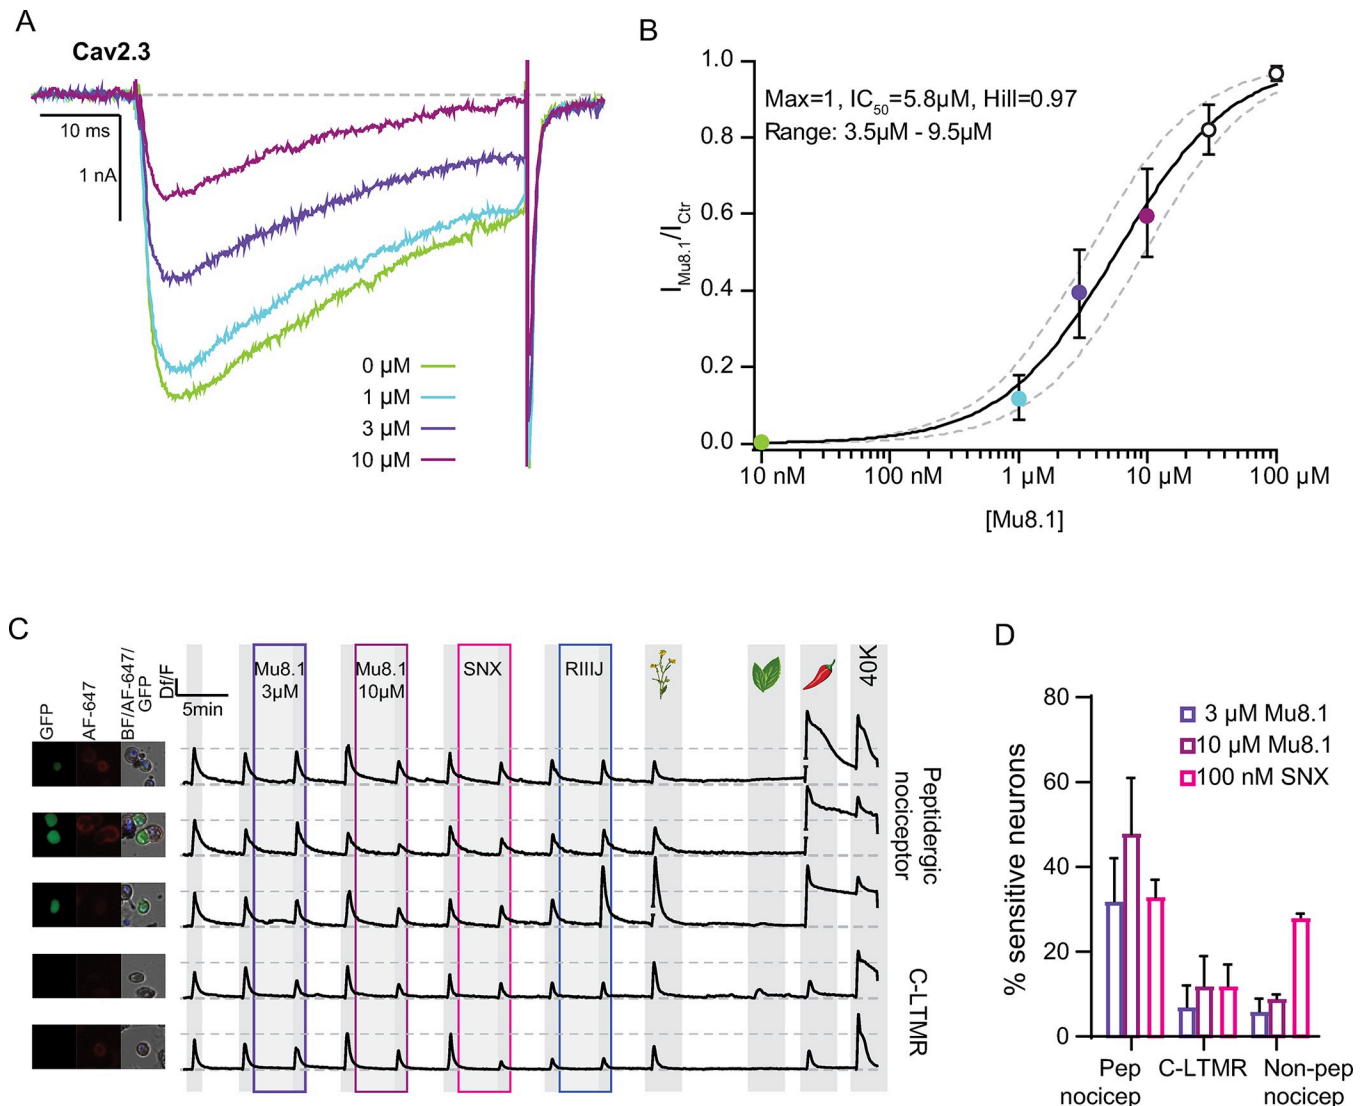 A
Cav2.3
10 ms
1 nA
0 µM
1 µM
3 µM
10 µM
B
I_Mu8.1/I_Ctr
1.0
0.8
0.6
0.4
0.2
0.0
Max=1, IC50=5.8µM, Hill=0.97
Range: 3.5µM - 9.5µM
10 nM
100 nM
1 µM
10 µM
100 µM
[Mu8.1]
C
GFP
AF-647
BF/AF-647/
GFP
Df/F
5min
Mu8.1
3µM
Mu8.1
10µM
SNX
RIIIJ
40K
Peptidergic
nociceptor
C-LTMR
D
% sensitive neurons
80
60
40
20
0
3 µM Mu8.1
10 µM Mu8.1
100 nM SNX
Pep
nocicep
C-LTMR
Non-pep
nocicep